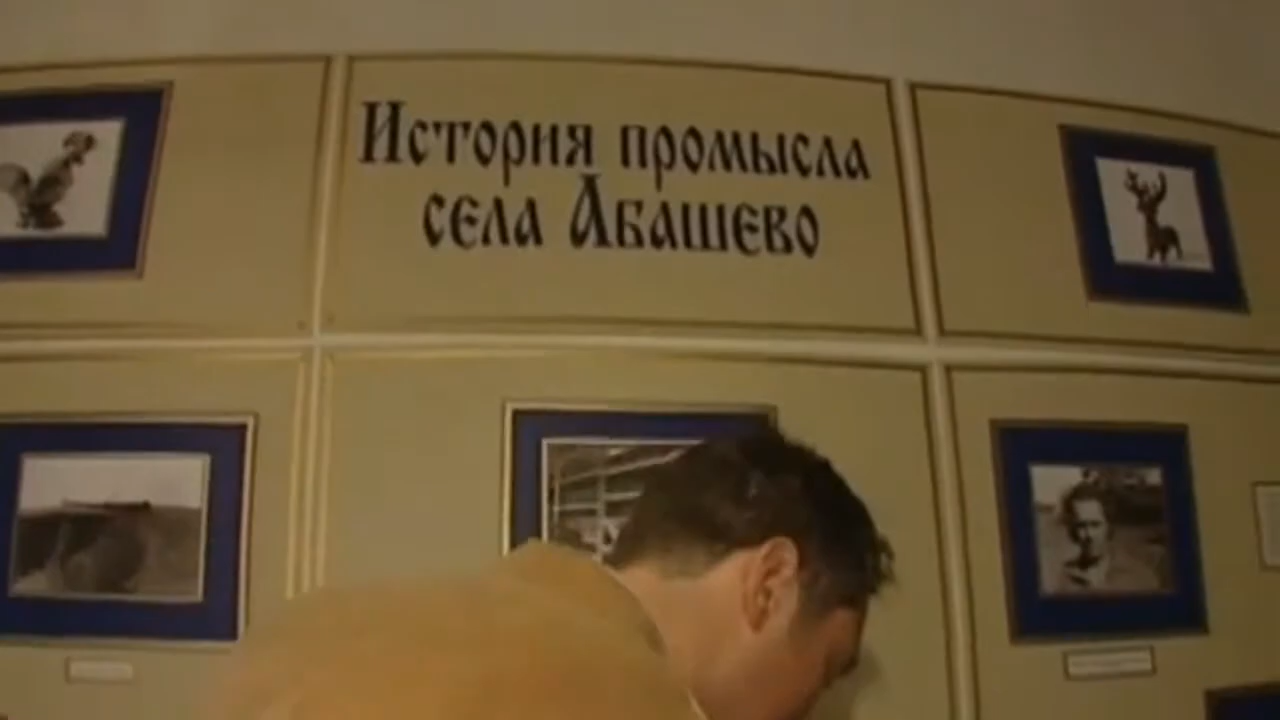 История промысла
села Абашево